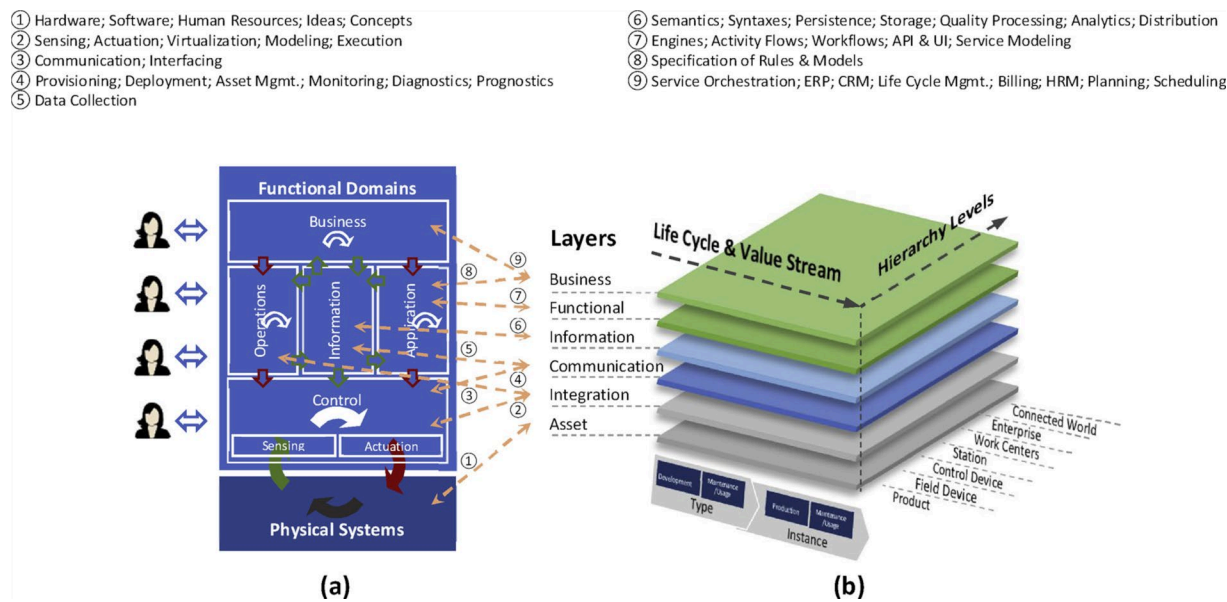 ① Hardware; Software; Human Resources; Ideas; Concepts
② Sensing; Actuation; Virtualization; Modeling; Execution
③ Communication; Interfacing
④ Provisioning; Deployment; Asset Mgmt.; Monitoring; Diagnostics; Prognostics
⑤ Data Collection
⑥ Semantics; Syntaxes; Persistence; Storage; Quality Processing; Analytics; Distribution
⑦ Engines; Activity Flows; Workflows; API & UI; Service Modeling
⑧ Specification of Rules & Models
⑨ Service Orchestration; ERP; CRM; Life Cycle Mgmt.; Billing; HRM; Planning; Scheduling
Functional Domains
Business
Operations
Information
Application
Control
Sensing
Actuation
Physical Systems
(a)
⑨
⑧
⑦
⑥
⑤
④
③
②
①
Layers
Business
Functional
Information
Communication
Integration
Asset
Life Cycle & Value Stream
Hierarchy Levels
Connected World
Enterprise
Work Centers
Station
Control Device
Field Device
Product
Development
Maintenance
/Usage
Type
Production
Maintenance
/Usage
Instance
(b)